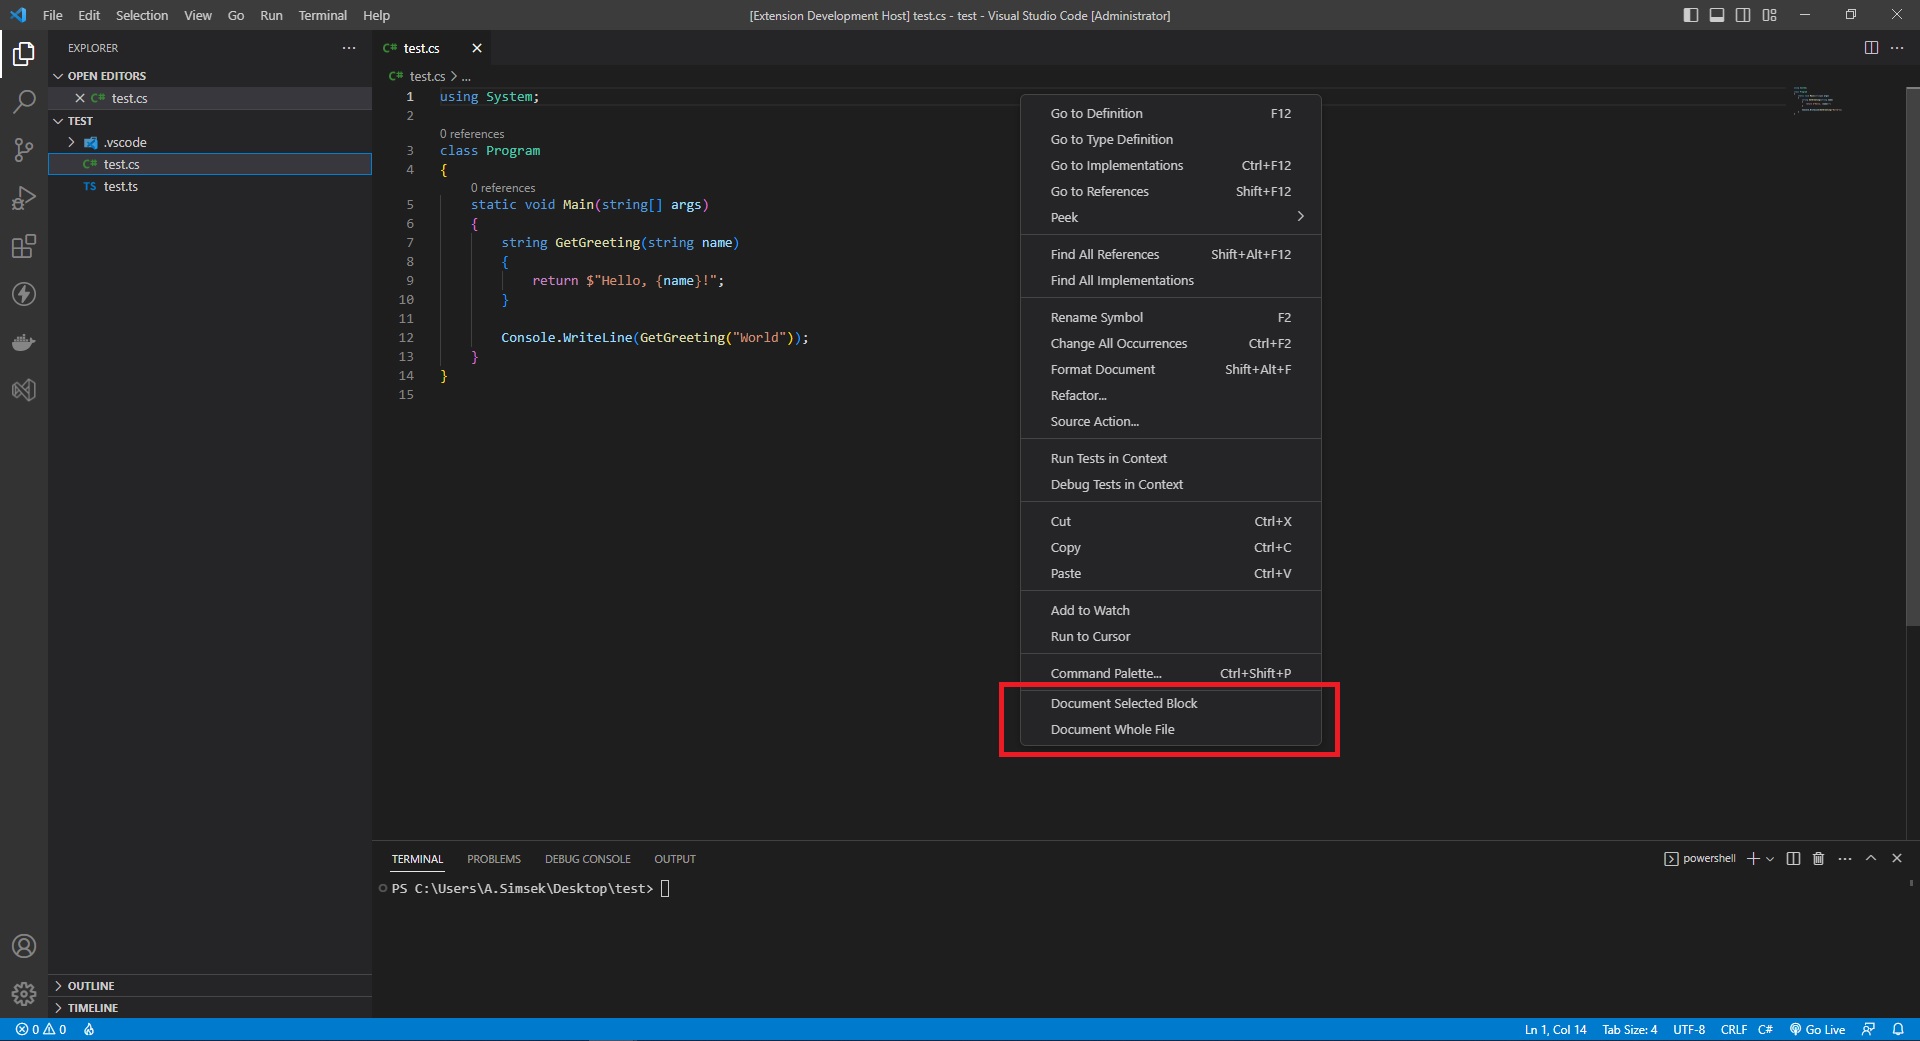 File Edit Selection View Go Run Terminal Help
[Extension Development Host] test.cs - test - Visual Studio Code [Administrator]
EXPLORER
OPEN EDITORS
C# test.cs
TEST
.vscode
C# test.cs
TS test.ts
OUTLINE
TIMELINE
C# test.cs
C# test.cs > ...
1 using System;
2
0 references
3 class Program
4 {
0 references
5 static void Main(string[] args)
6 {
7 string GetGreeting(string name)
8 {
9 return $"Hello, {name}!";
10 }
11
12 Console.WriteLine(GetGreeting("World"));
13 }
14 }
15
Go to Definition F12
Go to Type Definition
Go to Implementations Ctrl+F12
Go to References Shift+F12
Peek
Find All References Shift+Alt+F12
Find All Implementations
Rename Symbol F2
Change All Occurrences Ctrl+F2
Format Document Shift+Alt+F
Refactor...
Source Action...
Run Tests in Context
Debug Tests in Context
Cut Ctrl+X
Copy Ctrl+C
Paste Ctrl+V
Add to Watch
Run to Cursor
Command Palette... Ctrl+Shift+P
Document Selected Block
Document Whole File
TERMINAL PROBLEMS DEBUG CONSOLE OUTPUT
powershell
PS C:\Users\A.Simsek\Desktop\test>
0 0
Ln 1, Col 14 Tab Size: 4 UTF-8 CRLF C# Go Live